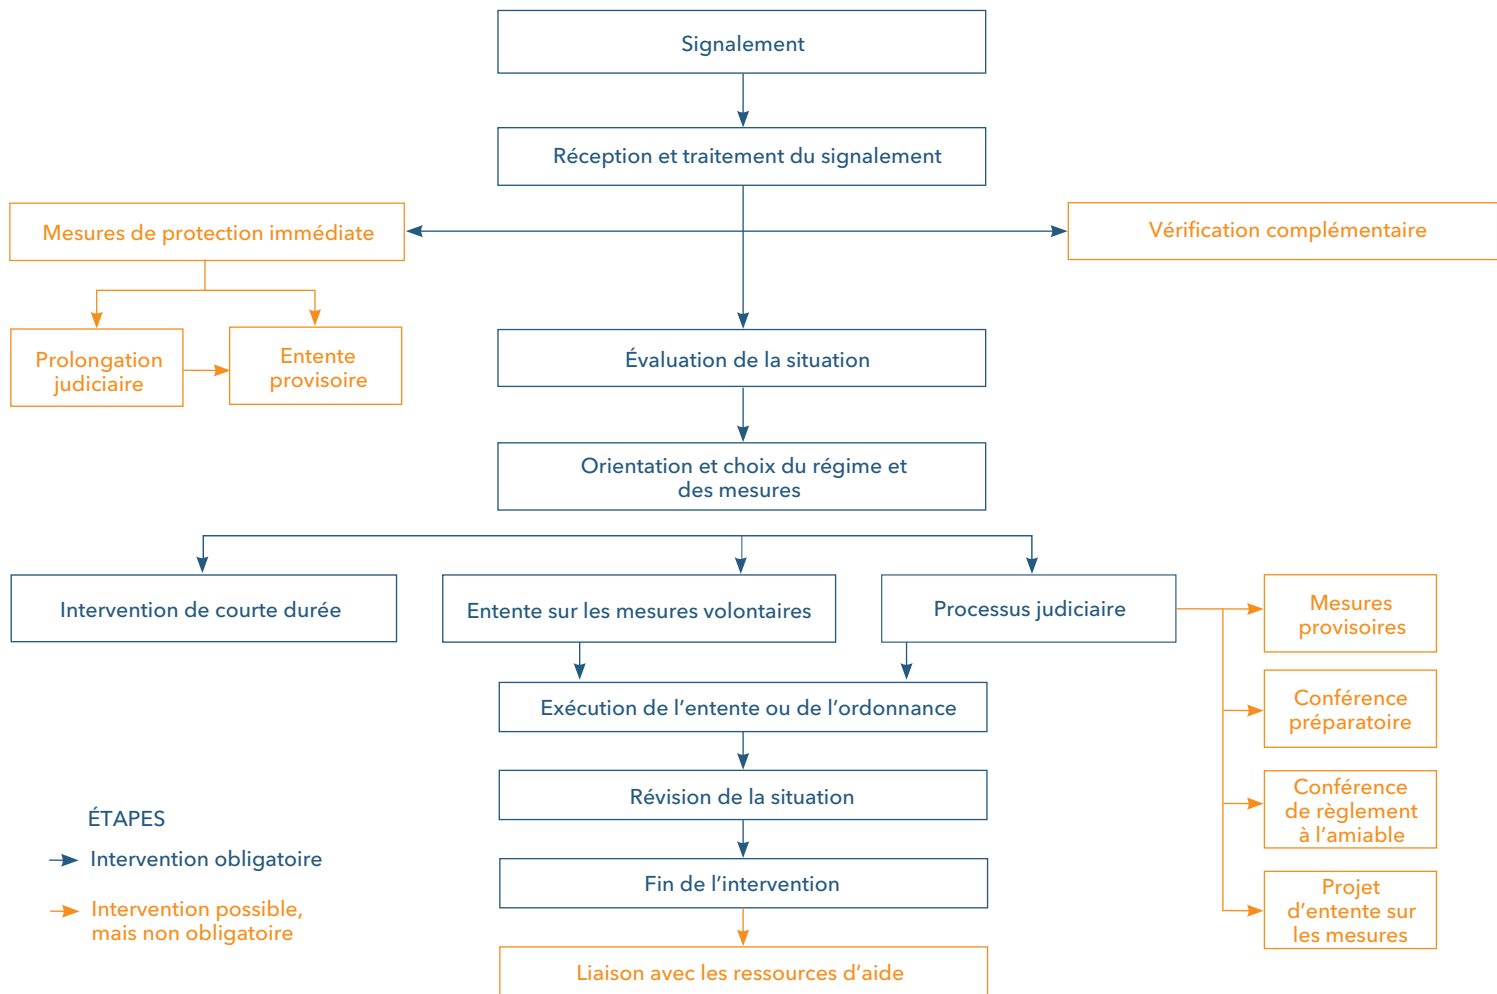 Signalement
Réception et traitement du signalement
Mesures de protection immédiate
Vérification complémentaire
Prolongation
judiciaire
Entente
provisoire
Évaluation de la situation
Orientation et choix du régime et
des mesures
Intervention de courte durée
Entente sur les mesures volontaires
Processus judiciaire
Mesures
provisoires
Conférence
préparatoire
Conférence
de règlement
à l’amiable
Projet
d’entente sur
les mesures
Exécution de l’entente ou de l’ordonnance
Révision de la situation
Fin de l’intervention
Liaison avec les ressources d’aide
ÉTAPES
Intervention obligatoire
Intervention possible,
mais non obligatoire